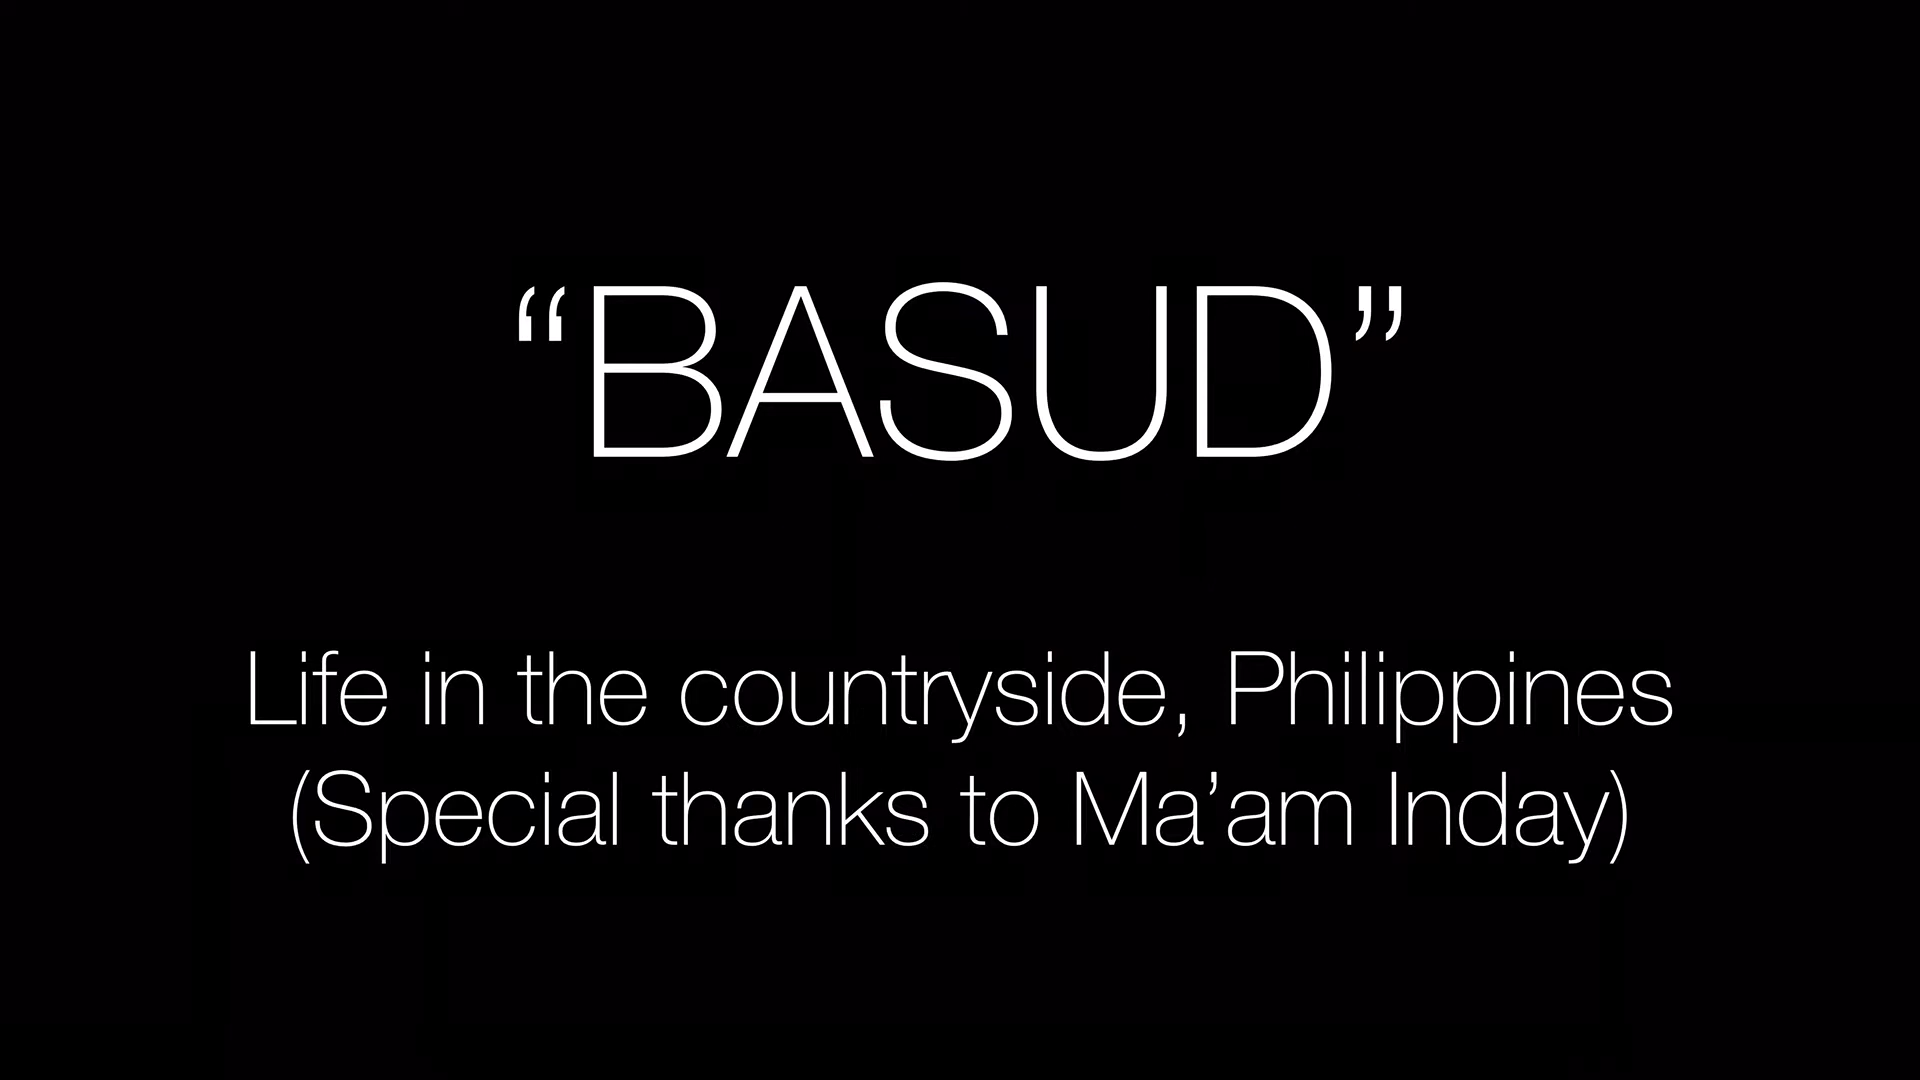 “BASUD”
Life in the countryside, Philippines
(Special thanks to Ma’am Inday)